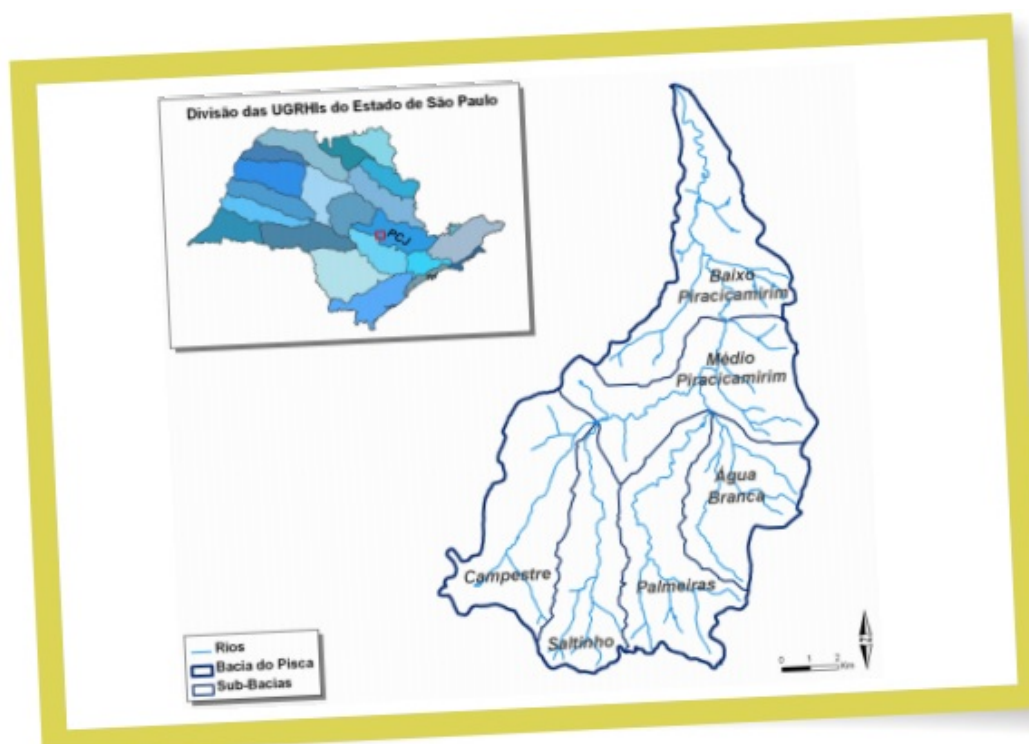 Divisão das UGRHIs do Estado de São Paulo
PCJ
Baixo
Piracicamirim
Médio
Piracicamirim
Água
Branca
Campestre
Palmeiras
Saltinho
Rios
Bacia do Pisca
Sub-Bacias
0 1 2
Km